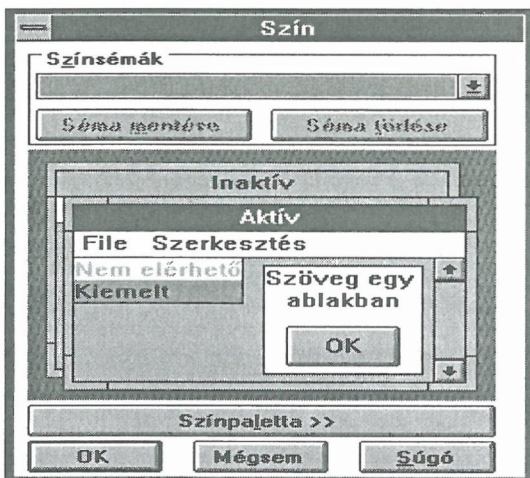 Szín
Színsémák
Séma mentése Séma törlése
Inaktív
Aktív
File Szerkesztés
Nem elérhető
Kiemelt
Szöveg egy
ablakban
OK
Színpaletta >>
OK Mégsem Súgó